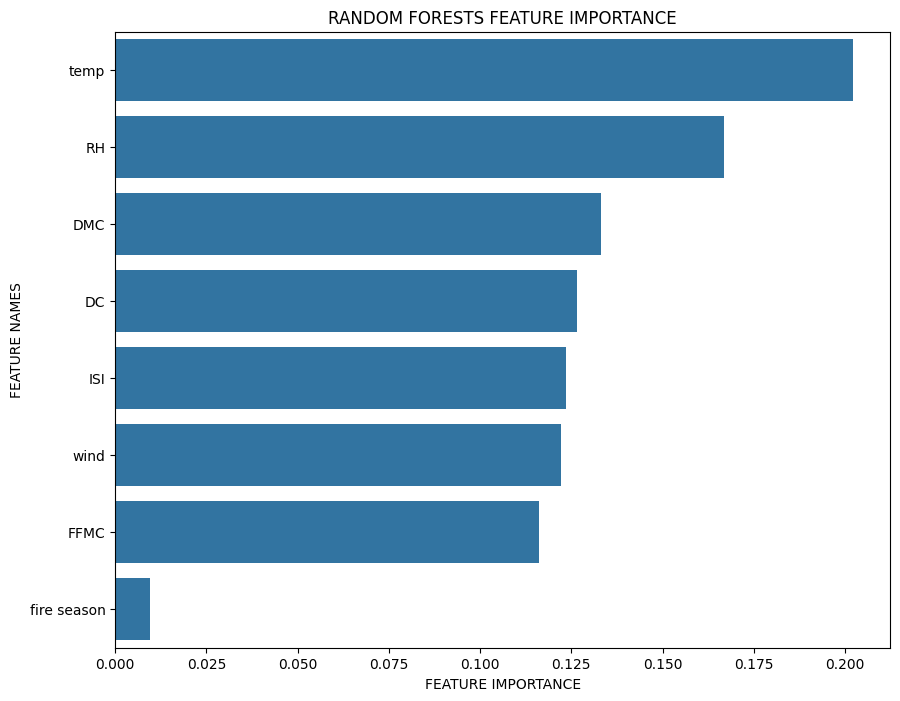 RANDOM FORESTS FEATURE IMPORTANCE
temp
RH
DMC
DC
ISI
wind
FFMC
fire season
FEATURE NAMES
0.000 0.025 0.050 0.075 0.100 0.125 0.150 0.175 0.200
FEATURE IMPORTANCE